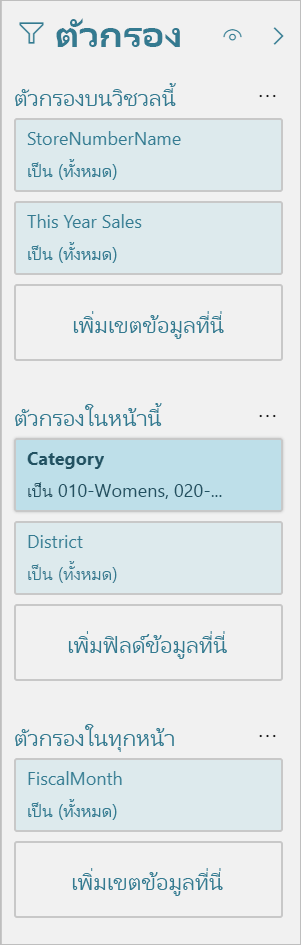 ตัวกรอง
ตัวกรองบนวิชวลนี้ ...
StoreNumberName
เป็น (ทั้งหมด)
This Year Sales
เป็น (ทั้งหมด)
เพิ่มเขตข้อมูลที่นี่
ตัวกรองในหน้านี้ ...
Category
เป็น 010-Womens, 020-...
District
เป็น (ทั้งหมด)
เพิ่มฟิลด์ข้อมูลที่นี่
ตัวกรองในทุกหน้า ...
FiscalMonth
เป็น (ทั้งหมด)
เพิ่มเขตข้อมูลที่นี่